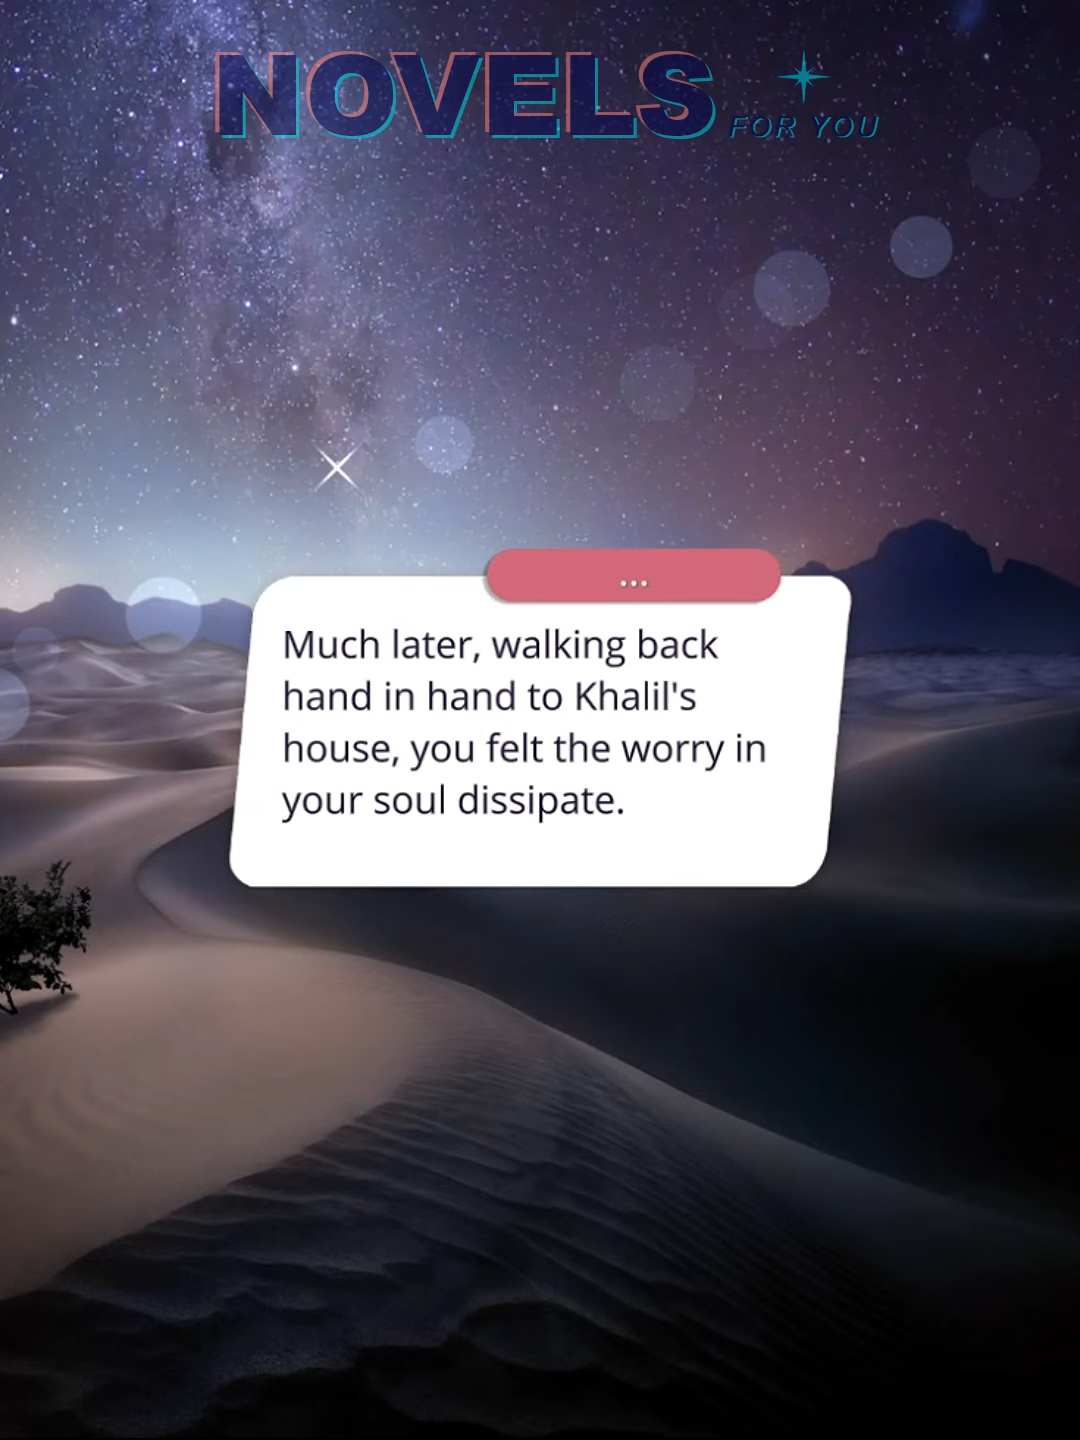 NOVELS
FOR YOU
...
Much later, walking back
hand in hand to Khalil's
house, you felt the worry in
your soul dissipate.